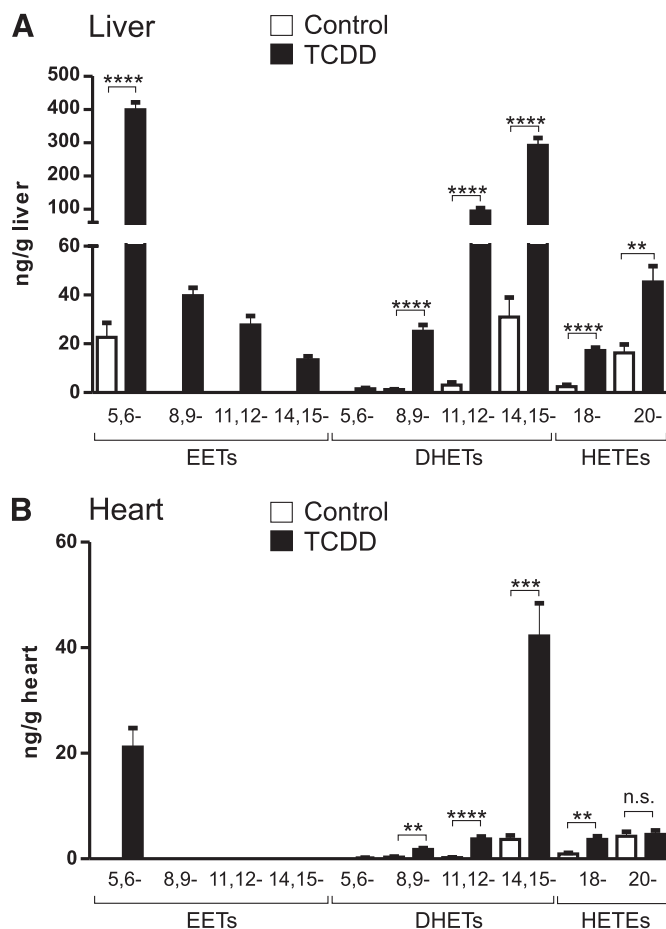 A Liver
Control
TCDD
ng/g liver
500
400
300
200
100
60
40
20
0
**** **** **** **** **** **
5,6- 8,9- 11,12- 14,15- 5,6- 8,9- 11,12- 14,15- 18- 20-
EETs DHETs HETEs
B Heart
Control
TCDD
ng/g heart
60
40
20
0
** **** *** ** n.s.
5,6- 8,9- 11,12- 14,15- 5,6- 8,9- 11,12- 14,15- 18- 20-
EETs DHETs HETEs